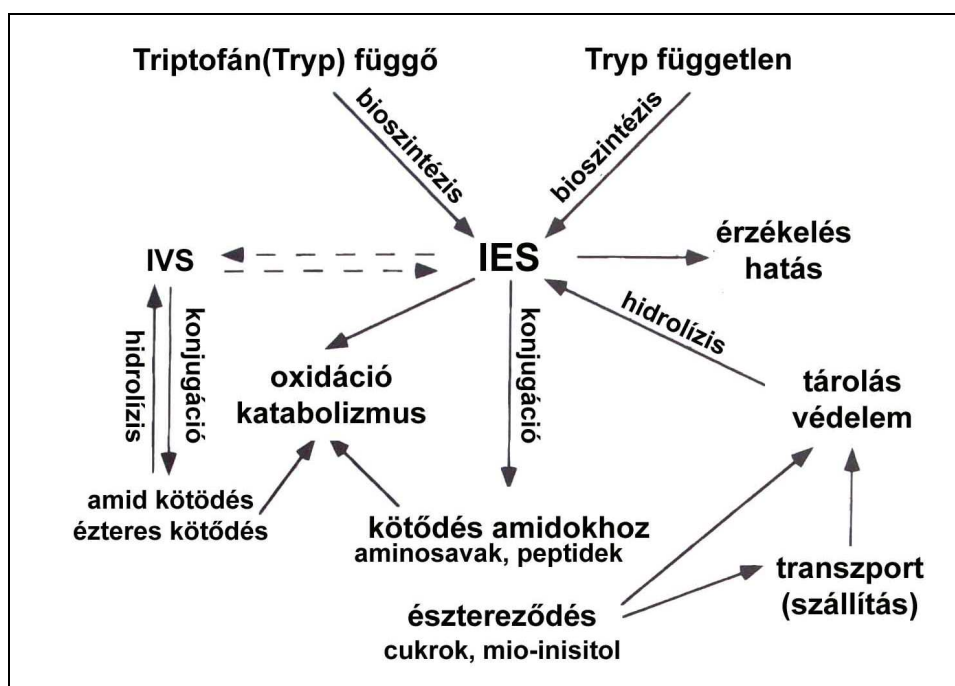 Triptofán(Tryp) függő
Tryp független
bioszintézis
bioszintézis
IVS
IES
érzékelés
hatás
hidrolízis
konjugáció
oxidáció
katabolizmus
konjugáció
hidrolízis
tárolás
védelem
amid kötödés
ézteres kötődés
kötődés amidokhoz
aminosavak, peptidek
transzport
(szállítás)
észtereződés
cukrok, mio-inisitol